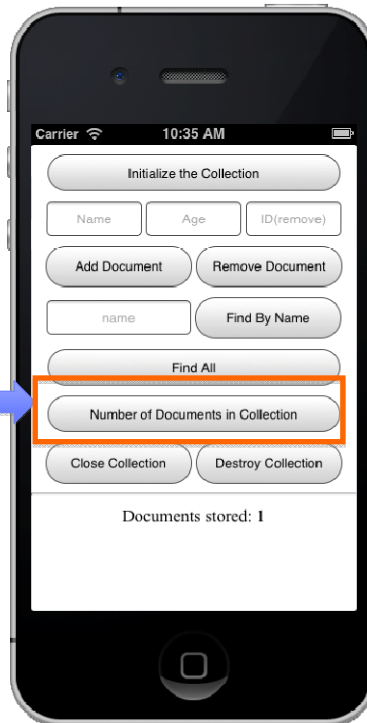 Carrier 10:35 AM
Initialize the Collection
Name Age ID(remove)
Add Document Remove Document
name Find By Name
Find All
Number of Documents in Collection
Close Collection Destroy Collection
Documents stored: 1